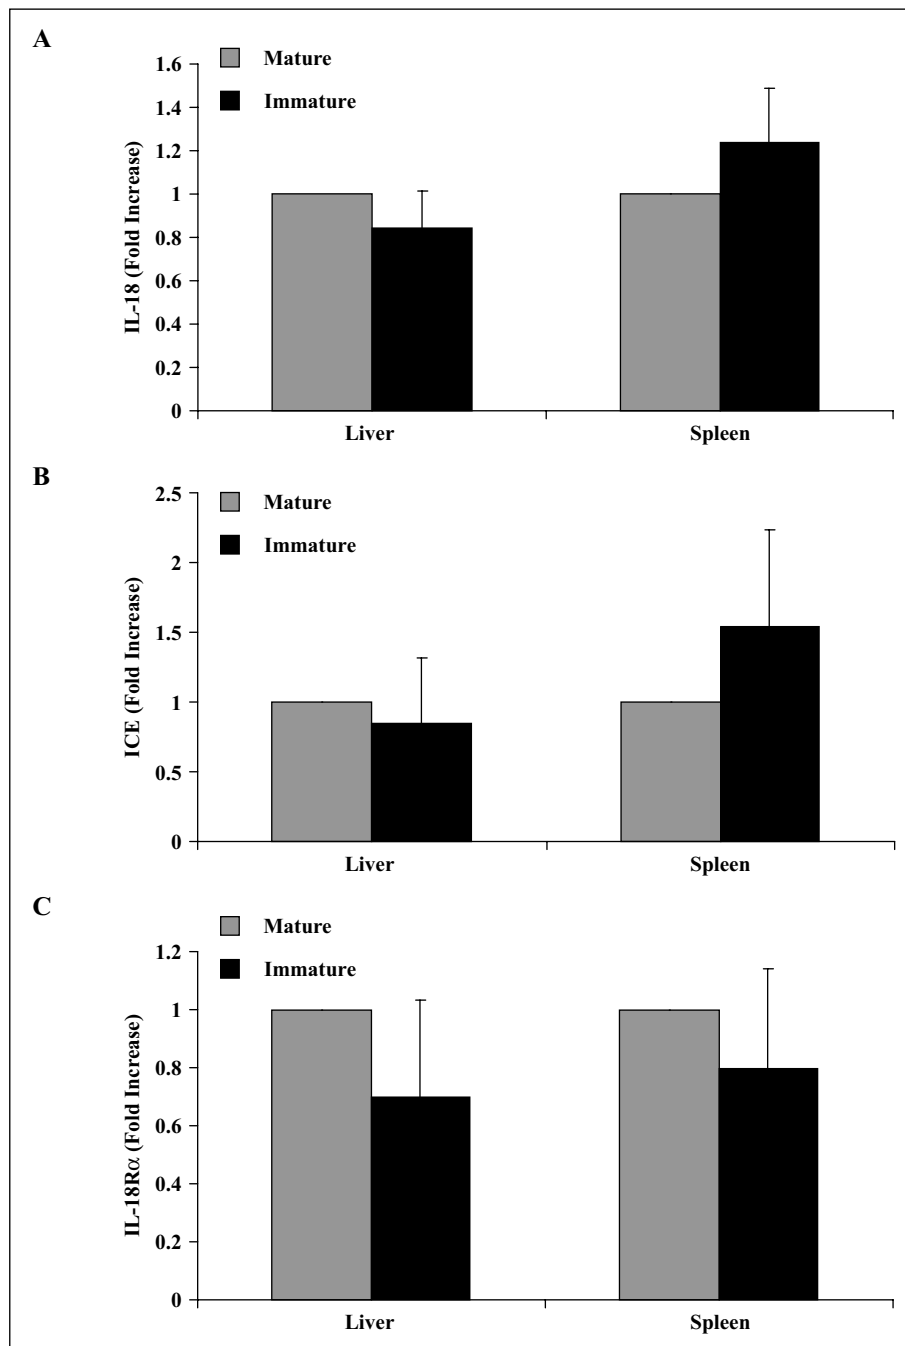 A
Mature
Immature
IL-18 (Fold Increase)
1.6
1.4
1.2
1
0.8
0.6
0.4
0.2
0
Liver Spleen
B
Mature
Immature
ICE (Fold Increase)
2.5
2
1.5
1
0.5
0
Liver Spleen
C
Mature
Immature
IL-18Rα (Fold Increase)
1.2
1
0.8
0.6
0.4
0.2
0
Liver Spleen